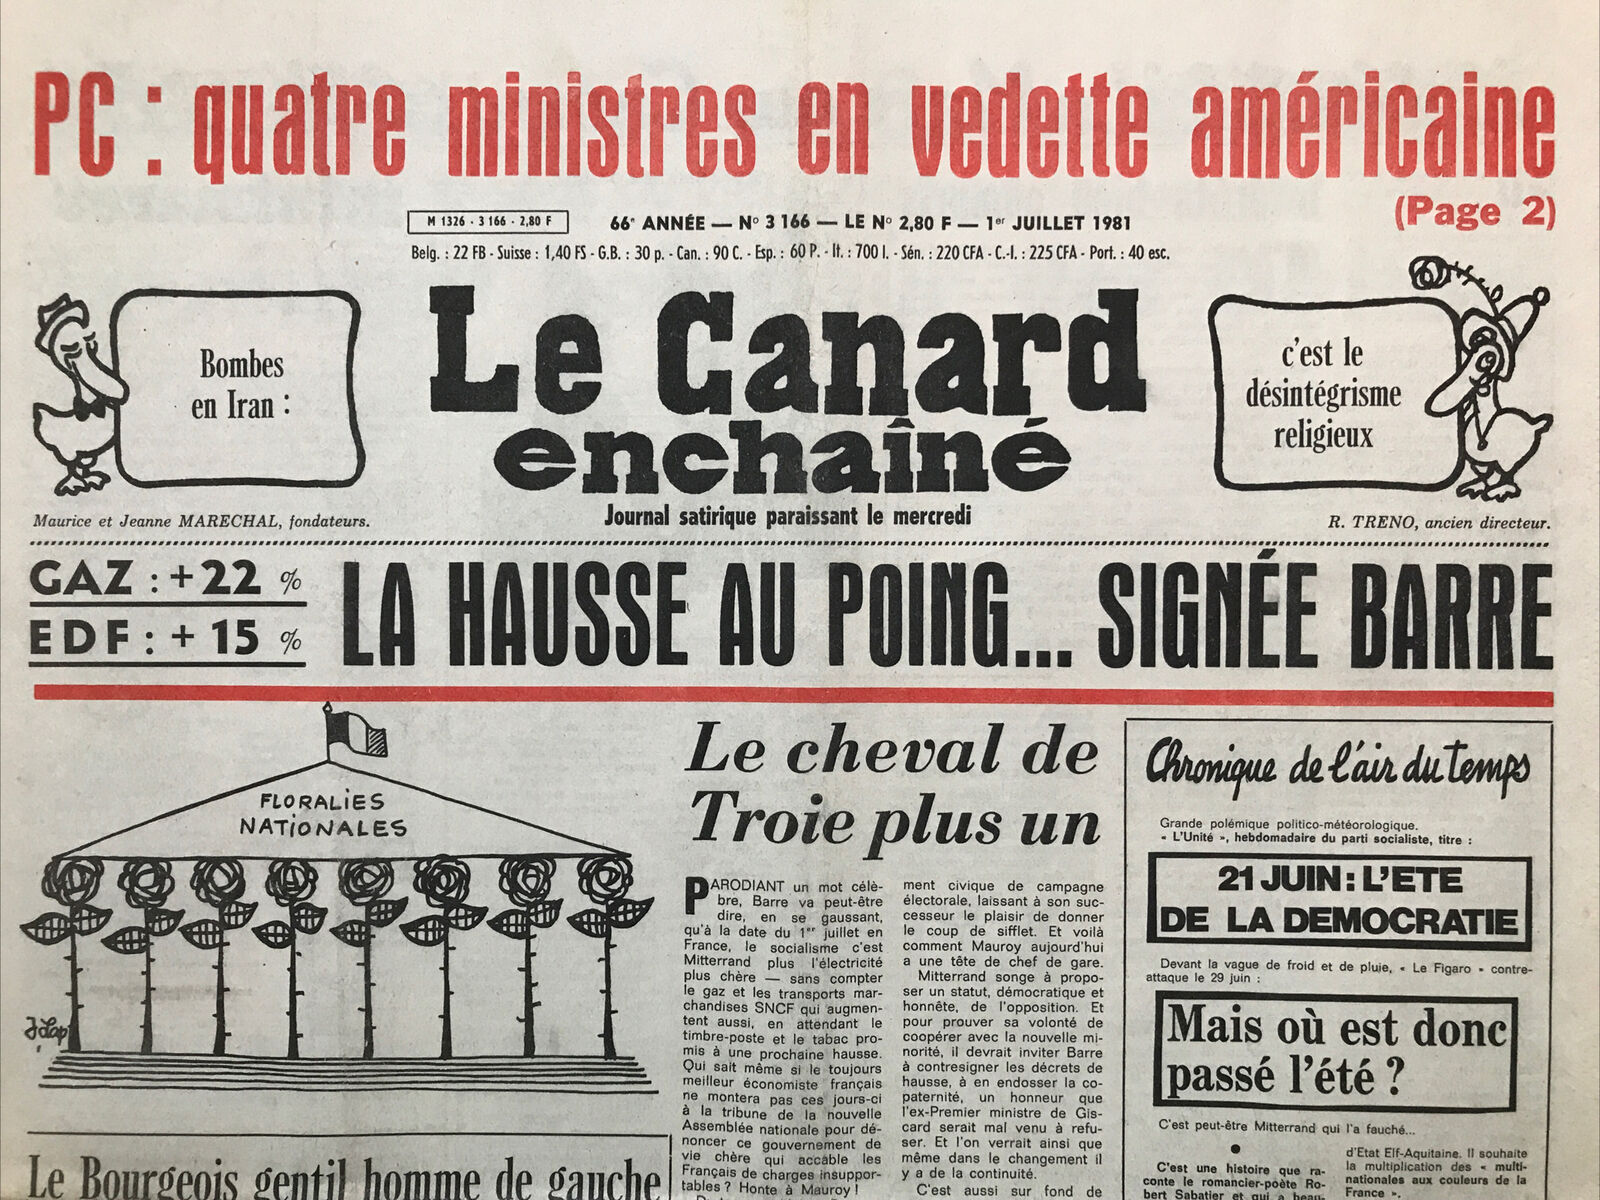 PC : quatre ministres en vedette américaine
(Page 2)
M 1326 - 3 166 - 2,80 F
66e ANNÉE — No 3 166 — LE No 2,80 F — 1er JUILLET 1981
Belg. : 22 FB - Suisse : 1,40 FS - G.B. : 30 p. - Can. : 90 C. - Esp. : 60 P. - It. : 700 l. - Sén. : 220 CFA - C.-I. : 225 CFA - Port. : 40 esc.
Bombes
en Iran :
Le Canard
enchaîné
Journal satirique paraissant le mercredi
c'est le
désintégrisme
religieux
Maurice et Jeanne MARECHAL, fondateurs.
R. TRENO, ancien directeur.
GAZ : +22 %
EDF : + 15 %
LA HAUSSE AU POING... SIGNÉE BARRE
FLORALIES
NATIONALES
Le Bourgeois gentil homme de gauche
Le cheval de
Troie plus un
PARODIANT un mot célè-
bre, Barre va peut-être
dire, en se gaussant,
qu'à la date du 1er juillet en
France, le socialisme c'est
Mitterrand plus l'électricité
plus chère — sans compter
le gaz et les transports mar-
chandises SNCF qui augmen-
tent aussi, en attendant le
timbre-poste et le tabac pro-
mis à une prochaine hausse.
Qui sait même si le toujours
meilleur économiste français
ne montera pas ces jours-ci
à la tribune de la nouvelle
Assemblée nationale pour dé-
noncer ce gouvernement de
vie chère qui accable les
Français de charges insuppor-
tables ? Honte à Mauroy !
ment civique de campagne
électorale, laissant à son suc-
cesseur le plaisir de donner
le coup de sifflet. Et voilà
comment Mauroy aujourd'hui
a une tête de chef de gare.
Mitterrand songe à propo-
ser un statut, démocratique et
honnête, de l'opposition. Et
pour prouver sa volonté de
coopérer avec la nouvelle mi-
norité, il devrait inviter Barre
à contresigner les décrets de
hausse, à en endosser la co-
paternité, un honneur que
l'ex-Premier ministre de Gis-
card serait mal venu à refu-
ser. Et l'on verrait ainsi que
même dans le changement il
y a de la continuité.
C'est aussi sur fond de
Chronique de l'air du temps
Grande polémique politico-météorologique.
« L'Unité », hebdomadaire du parti socialiste, titre :
21 JUIN : L'ETE
DE LA DEMOCRATIE
Devant la vague de froid et de pluie, « Le Figaro » contre-
attaque le 29 juin :
Mais où est donc
passé l'été ?
C'est peut-être Mitterrand qui l'a fauché...
C'est une histoire que ra-
conte le romancier-poète Ro-
bert Sabatier et qui a beau-
d'Etat Elf-Aquitaine. Il souhaite
la multiplication des « multi-
nationales aux couleurs de la
France ».